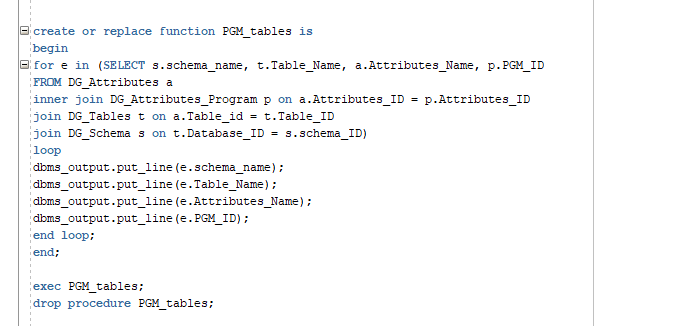 create or replace function PGM_tables is
begin
for e in (SELECT s.schema_name, t.Table_Name, a.Attributes_Name, p.PGM_ID
FROM DG_Attributes a
inner join DG_Attributes_Program p on a.Attributes_ID = p.Attributes_ID
join DG_Tables t on a.Table_id = t.Table_ID
join DG_Schema s on t.Database_ID = s.schema_ID)
loop
dbms_output.put_line(e.schema_name);
dbms_output.put_line(e.Table_Name);
dbms_output.put_line(e.Attributes_Name);
dbms_output.put_line(e.PGM_ID);
end loop;
end;
exec PGM_tables;
drop procedure PGM_tables;